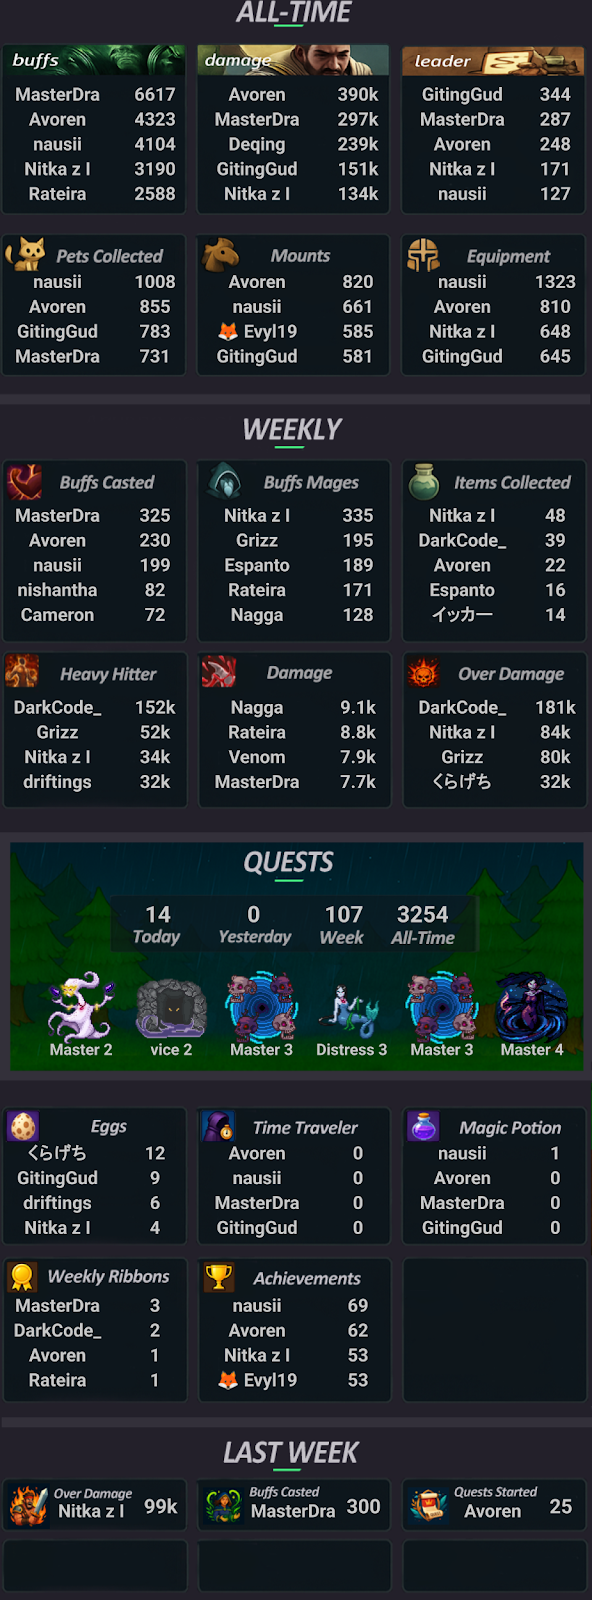 ALL-TIME
buffs
MasterDra 6617
Avoren 4323
nausii 4104
Nitka z I 3190
Rateira 2588
damage
Avoren 390k
MasterDra 297k
Deqing 239k
GitingGud 151k
Nitka z I 134k
leader
GitingGud 344
MasterDra 287
Avoren 248
Nitka z I 171
nausii 127
Pets Collected
nausii 1008
Avoren 855
GitingGud 783
MasterDra 731
Mounts
Avoren 820
nausii 661
🦊 Evyl19 585
GitingGud 581
Equipment
nausii 1323
Avoren 810
Nitka z I 648
GitingGud 645
WEEKLY
Buffs Casted
MasterDra 325
Avoren 230
nausii 199
nishantha 82
Cameron 72
Buffs Mages
Nitka z I 335
Grizz 195
Espanto 189
Rateira 171
Nagga 128
Items Collected
Nitka z I 48
DarkCode_ 39
Avoren 22
Espanto 16
イッカー 14
Heavy Hitter
DarkCode_ 152k
Grizz 52k
Nitka z I 34k
driftings 32k
Damage
Nagga 9.1k
Rateira 8.8k
Venom 7.9k
MasterDra 7.7k
Over Damage
DarkCode_ 181k
Nitka z I 84k
Grizz 80k
くらげち 32k
QUESTS
14 0 107 3254
Today Yesterday Week All-Time
Master 2 vice 2 Master 3 Distress 3 Master 3 Master 4
Eggs
くらげち 12
GitingGud 9
driftings 6
Nitka z I 4
Time Traveler
Avoren 0
nausii 0
MasterDra 0
GitingGud 0
Magic Potion
nausii 1
Avoren 0
MasterDra 0
GitingGud 0
Weekly Ribbons
MasterDra 3
DarkCode_ 2
Avoren 1
Rateira 1
Achievements
nausii 69
Avoren 62
Nitka z I 53
🦊 Evyl19 53
LAST WEEK
Over Damage
Nitka z I 99k
Buffs Casted
MasterDra 300
Quests Started
Avoren 25